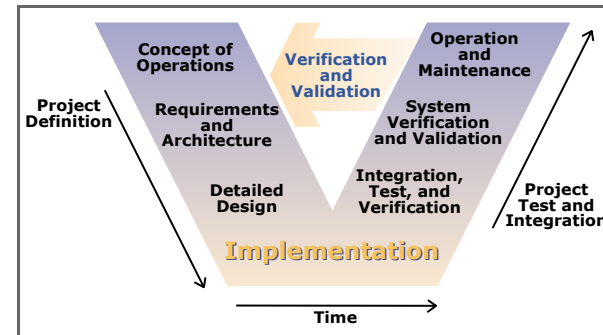 Concept of
Operations
Verification
and
Validation
Operation
and
Maintenance
Project
Definition
Requirements
and
Architecture
System
Verification
and Validation
Detailed
Design
Integration,
Test, and
Verification
Project
Test and
Integration
Implementation
Time